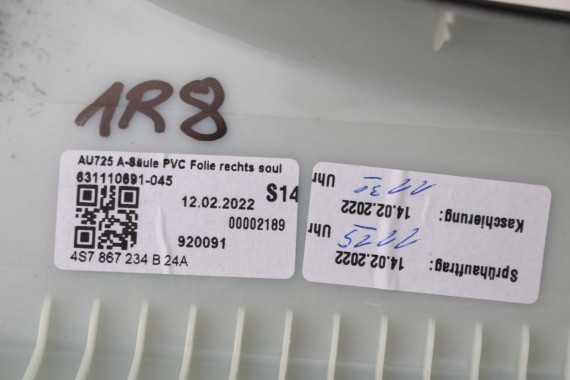 1R8
AU725 A-Säule PVC Folie rechts soul
631110691-045
S14
12.02.2022
00002189
920091
4S7 867 234 B 24A
Sprühauftrag: 14.02.2022 Uhr
Kaschierung: 14.02.2022 Uhr